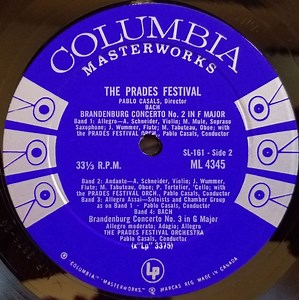 COLUMBIA
MASTERWORKS
THE PRADES FESTIVAL
PABLO CASALS, Director
BACH
BRANDENBURG CONCERTO No. 2 IN F MAJOR
Band 1: Allegro—A. Schneider, Violin; M. Mule, Soprano
Saxophone; J. Wummer, Flute; M. Tabuteau, Oboe; with
the PRADES FESTIVAL ORCH., Pablo Casals, Conductor
33⅓ R.P.M.
SL-161 - Side 2
ML 4345
Band 2: Andante—A. Schneider, Violin; J. Wummer,
Flute; M. Tabuteau, Oboe; P. Tortelier, 'Cello; with
the PRADES FESTIVAL ORCH. - Pablo Casals, Conductor
Band 3: Allegro Assai—Soloists and Chamber Group
as on Band 1 - Pablo Casals, Conductor
Band 4: BACH
Brandenburg Concerto No. 3 in G Major
Allegro moderato; Adagio; Allegro
THE PRADES FESTIVAL ORCHESTRA
Pablo Casals, Conductor
LP
"COLUMBIA", "MASTERWORKS",
MARCAS REG. MADE IN CANADA